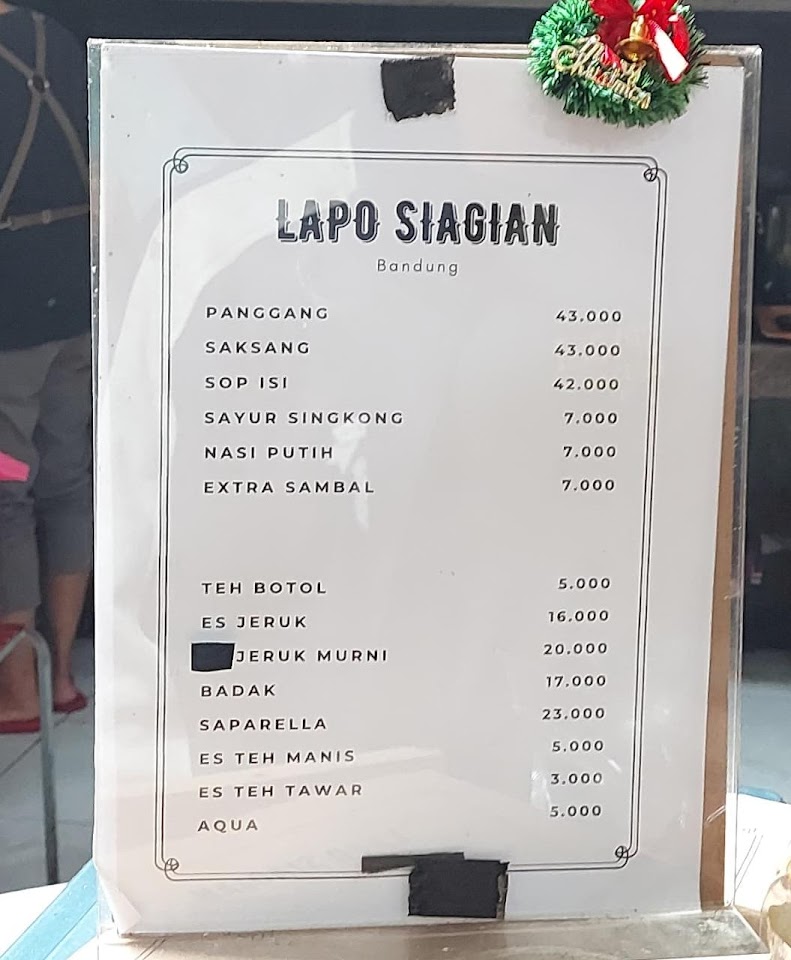 Merry
Christmas
LAPO SIAGIAN
Bandung
PANGGANG 43.000
SAKSANG 43.000
SOP ISI 42.000
SAYUR SINGKONG 7.000
NASI PUTIH 7.000
EXTRA SAMBAL 7.000
TEH BOTOL 5.000
ES JERUK 16.000
JERUK MURNI 20.000
BADAK 17.000
SAPARELLA 23.000
ES TEH MANIS 5.000
ES TEH TAWAR 3.000
AQUA 5.000